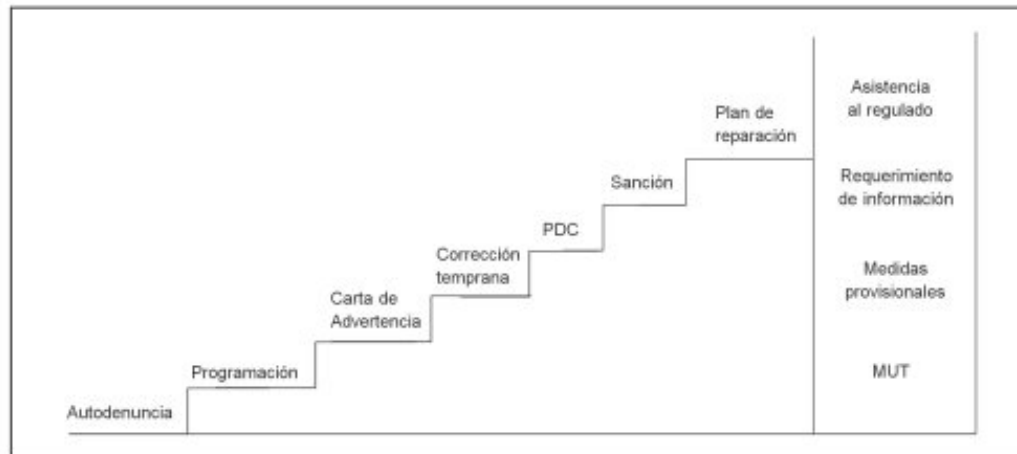 Autodenuncia
Programación
Carta de
Advertencia
Corrección
temprana
PDC
Sanción
Plan de
reparación
Asistencia
al regulado
Requerimiento
de información
Medidas
provisionales
MUT